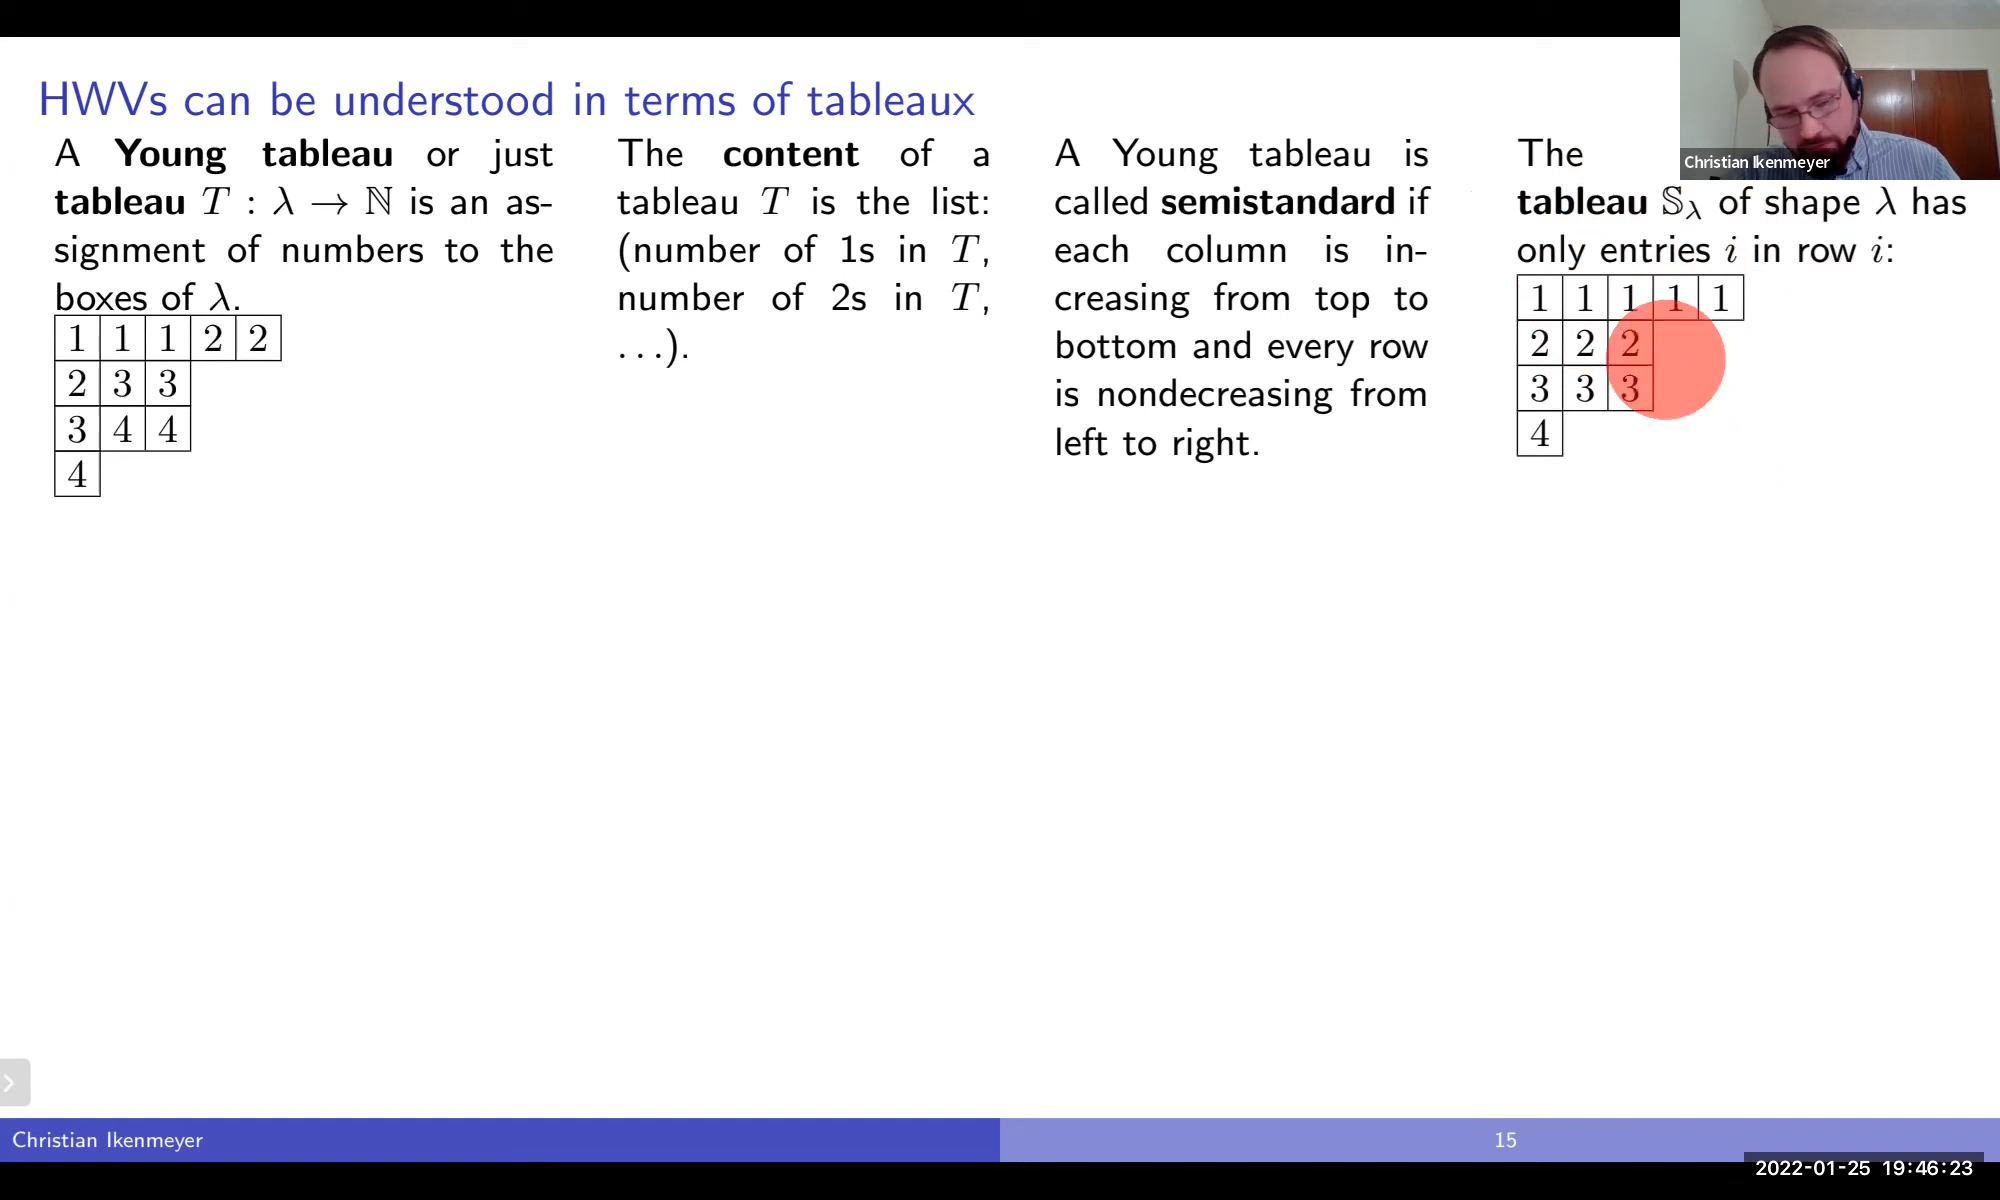 HWVs can be understood in terms of tableaux
A Young tableau or just
tableau T : λ → ℕ is an as-
signment of numbers to the
boxes of λ.
1 1 1 2 2
2 3 3
3 4 4
4
The content of a
tableau T is the list:
(number of 1s in T,
number of 2s in T,
...).
A Young tableau is
called semistandard if
each column is in-
creasing from top to
bottom and every row
is nondecreasing from
left to right.
The
tableau 𝕊λ of shape λ has
only entries i in row i:
1 1 1 1 1
2 2 2
3 3 3
4
Christian Ikenmeyer
Christian Ikenmeyer
15
2022-01-25 19:46:23